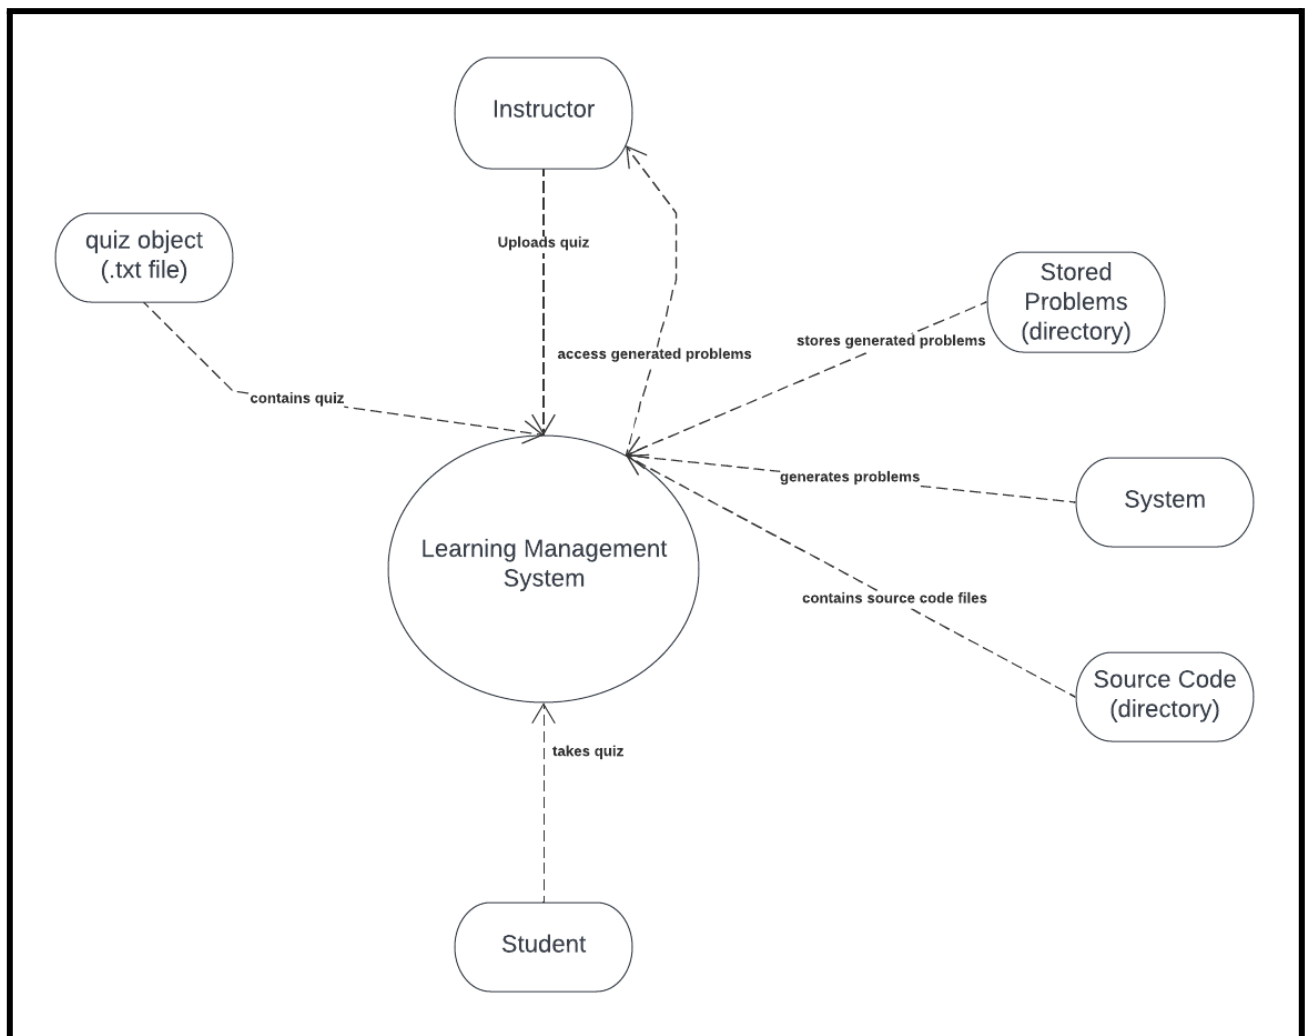 Instructor
Uploads quiz
quiz object
(.txt file)
Stored
Problems
(directory)
stores generated problems
access generated problems
contains quiz
generates problems
System
Learning Management
System
contains source code files
Source Code
(directory)
takes quiz
Student